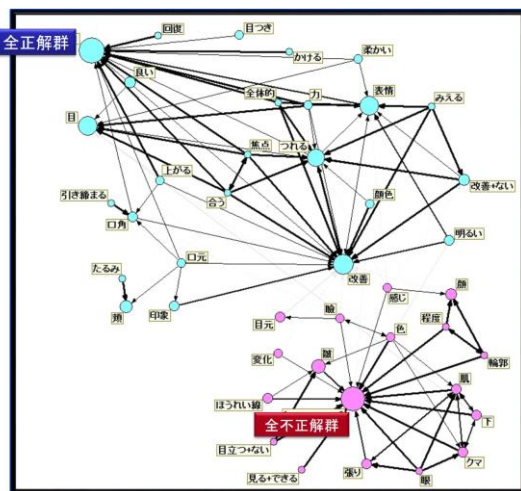 全正解群
回復
目つき
かける
柔かい
良い
全体的
力
表情
みえる
目
焦点
つれる
上がる
改善+ない
引き締まる
合う
顔色
口角
明るい
口元
たるみ
改善
頬
印象
感じ
顔
瞼
目元
程度
色
変化
皺
輪郭
肌
ほうれい線
全不正解群
下
目立つ+ない
クマ
張り
眼
見る+できる